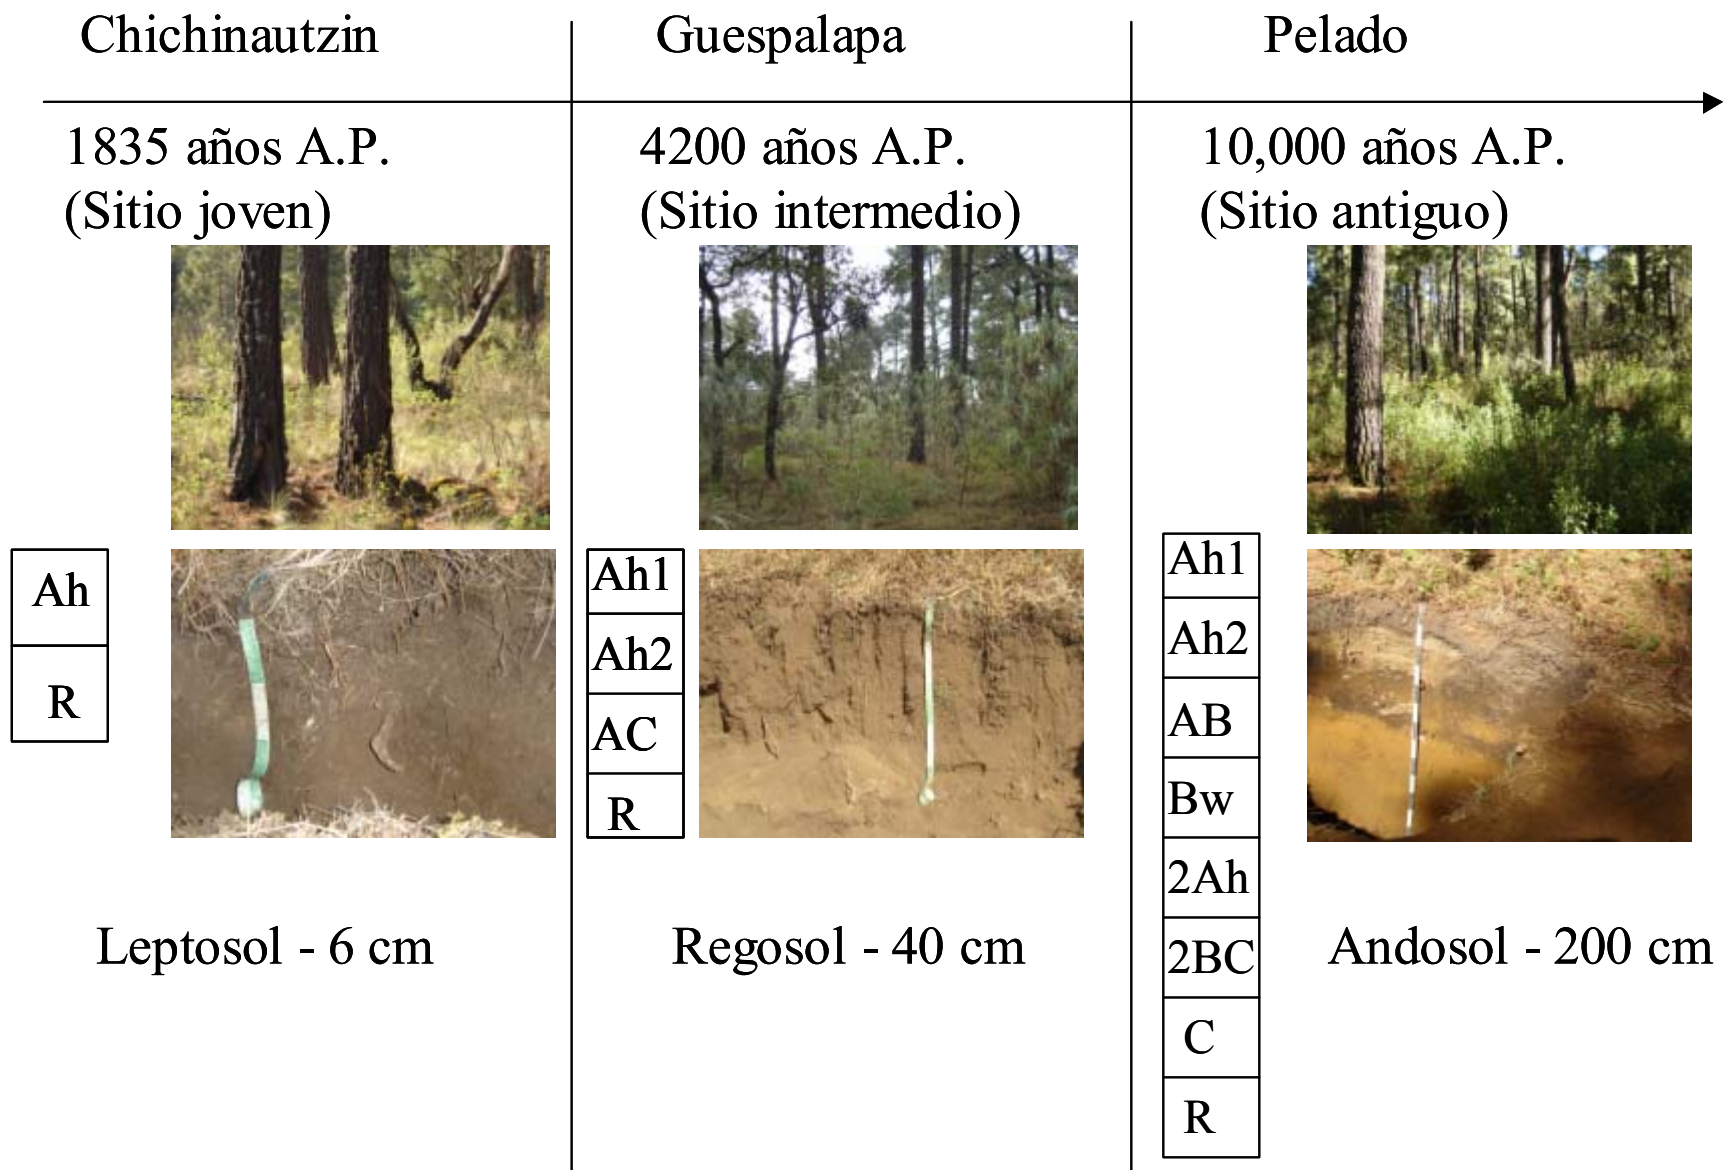 Chichinautzin
1835 años A.P.
(Sitio joven)
Ah
R
Leptosol - 6 cm
Guespalapa
4200 años A.P.
(Sitio intermedio)
Ah1
Ah2
AC
R
Regosol - 40 cm
Pelado
10,000 años A.P.
(Sitio antiguo)
Ah1
Ah2
AB
Bw
2Ah
2BC
C
R
Andosol - 200 cm